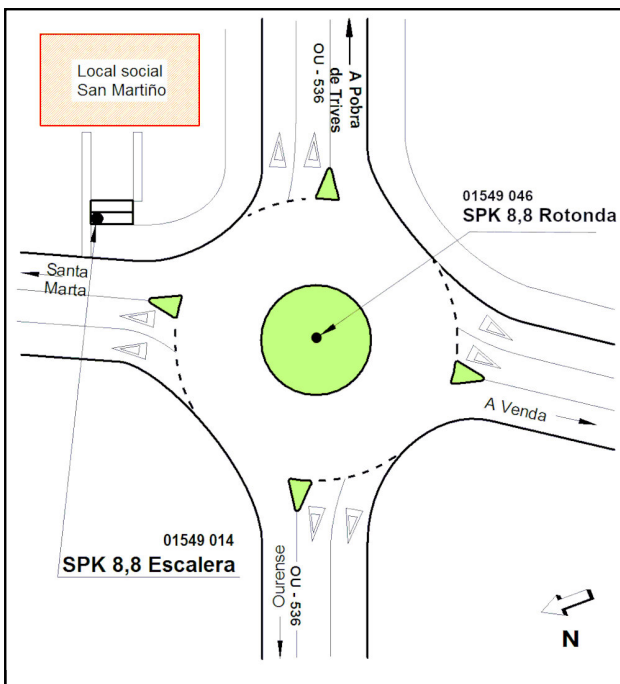 Local social
San Martiño
OU - 536
A Pobra
de Trives
01549 046
SPK 8,8 Rotonda
Santa
Marta
A Venda
01549 014
SPK 8,8 Escalera
Ourense
OU - 536
N